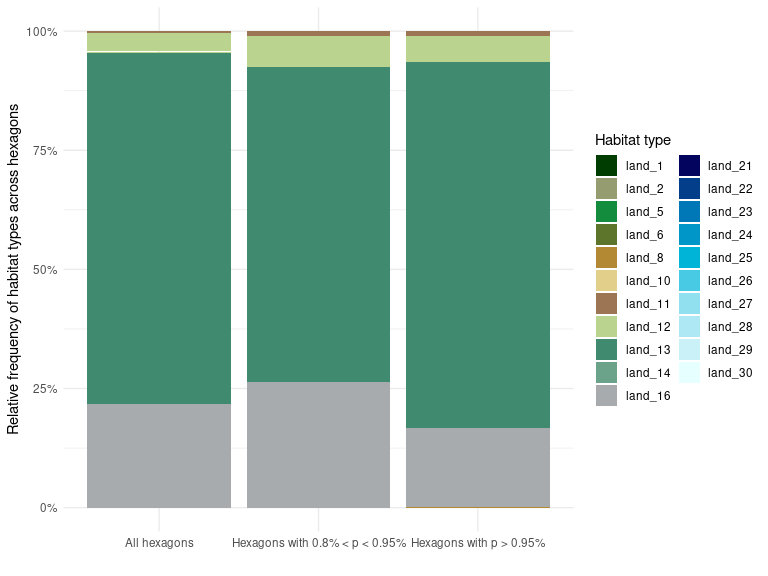 Relative frequency of habitat types across hexagons
100%
75%
50%
25%
0%
All hexagons
Hexagons with 0.8% < p < 0.95%
Hexagons with p > 0.95%
Habitat type
land_1
land_2
land_5
land_6
land_8
land_10
land_11
land_12
land_13
land_14
land_16
land_21
land_22
land_23
land_24
land_25
land_26
land_27
land_28
land_29
land_30